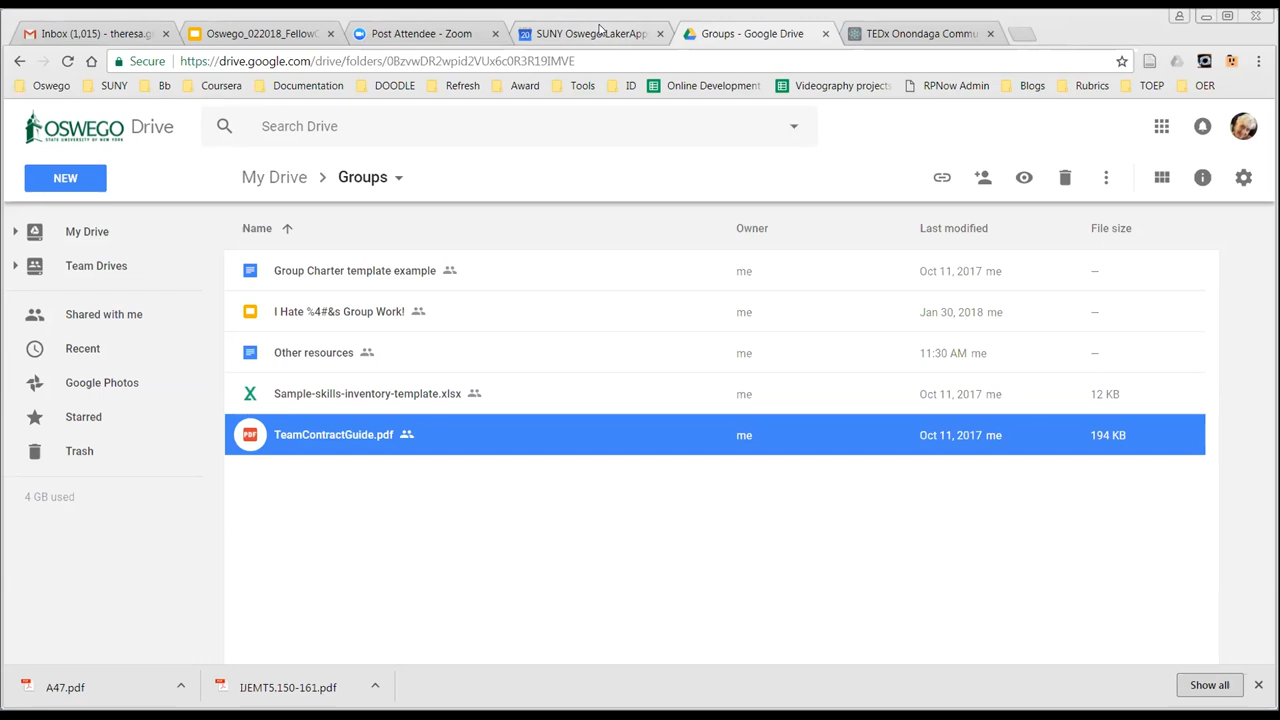 Inbox (1,015) - theresa.g
Oswego_022018_FellowC
Post Attendee - Zoom
20 SUNY Oswego LakerApp
Groups - Google Drive
TEDx Onondaga Commu
Secure https://drive.google.com/drive/folders/0BzvwDR2wpid2VUx6c0R3R19IMVE
Oswego SUNY Bb Coursera Documentation DOODLE Refresh Award Tools ID Online Development Videography projects RPNow Admin Blogs Rubrics TOEP OER
OSWEGO Drive
STATE UNIVERSITY OF NEW YORK
Search Drive
NEW
My Drive > Groups
My Drive
Team Drives
Shared with me
Recent
Google Photos
Starred
Trash
4 GB used
Name Owner Last modified File size
Group Charter template example me Oct 11, 2017 me –
I Hate %4#&s Group Work! me Jan 30, 2018 me –
Other resources me 11:30 AM me –
Sample-skills-inventory-template.xlsx me Oct 11, 2017 me 12 KB
PDF TeamContractGuide.pdf me Oct 11, 2017 me 194 KB
A47.pdf
IJEMT5.150-161.pdf
Show all